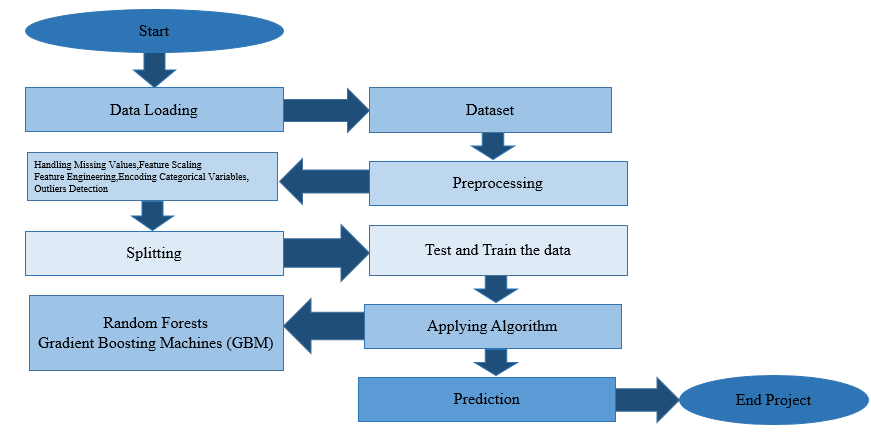 Start
Data Loading
Dataset
Preprocessing
Handling Missing Values,Feature Scaling
Feature Engineering,Encoding Categorical Variables,
Outliers Detection
Splitting
Test and Train the data
Applying Algorithm
Random Forests
Gradient Boosting Machines (GBM)
Prediction
End Project